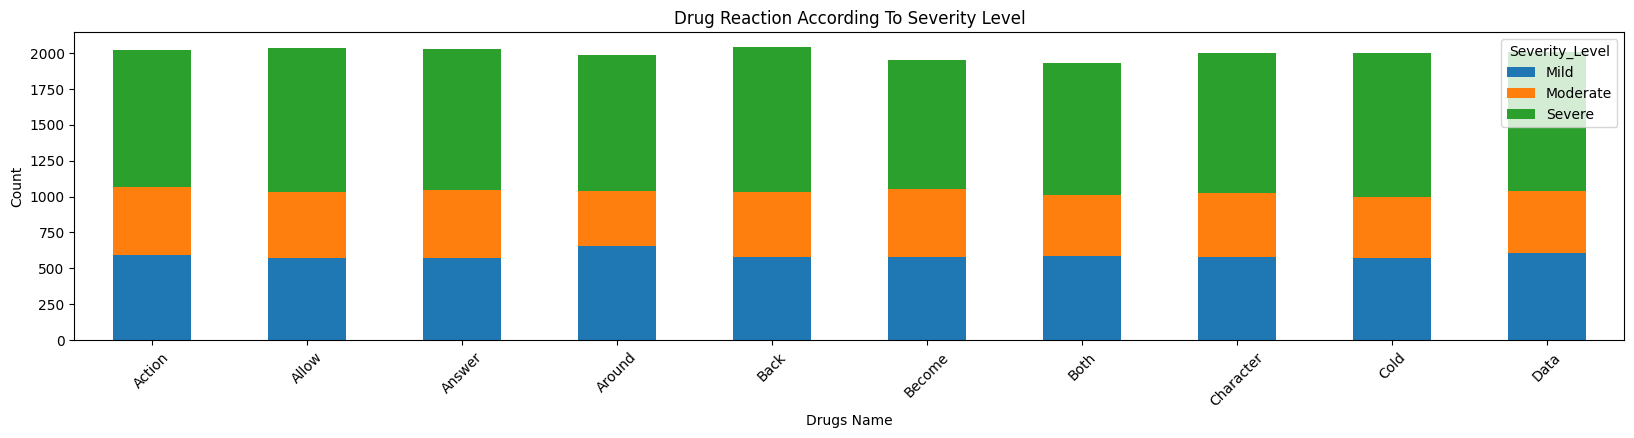 Drug Reaction According To Severity Level
Severity_Level
Mild
Moderate
Severe
2000
1750
1500
1250
1000
750
500
250
0
Count
Action
Allow
Answer
Around
Back
Become
Both
Character
Cold
Data
Drugs Name